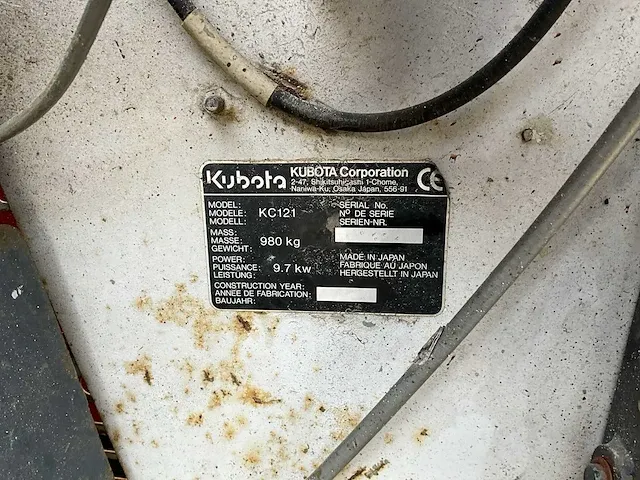 Kubota KUBOTA Corporation CE
2-47, Shikitsuhigashi 1-Chome,
Naniwa-Ku, Osaka Japan, 556-91
MODEL:
MODELE: KC121
MODELL:
SERIAL No.
Nº DE SERIE
SERIEN-NR.
MASS:
MASSE: 980 kg
GEWICHT:
POWER:
PUISSANCE: 9.7 kw
LEISTUNG:
MADE IN JAPAN
FABRIQUE AU JAPON
HERGESTELLT IN JAPAN
CONSTRUCTION YEAR:
ANNEE DE FABRICATION:
BAUJAHR: